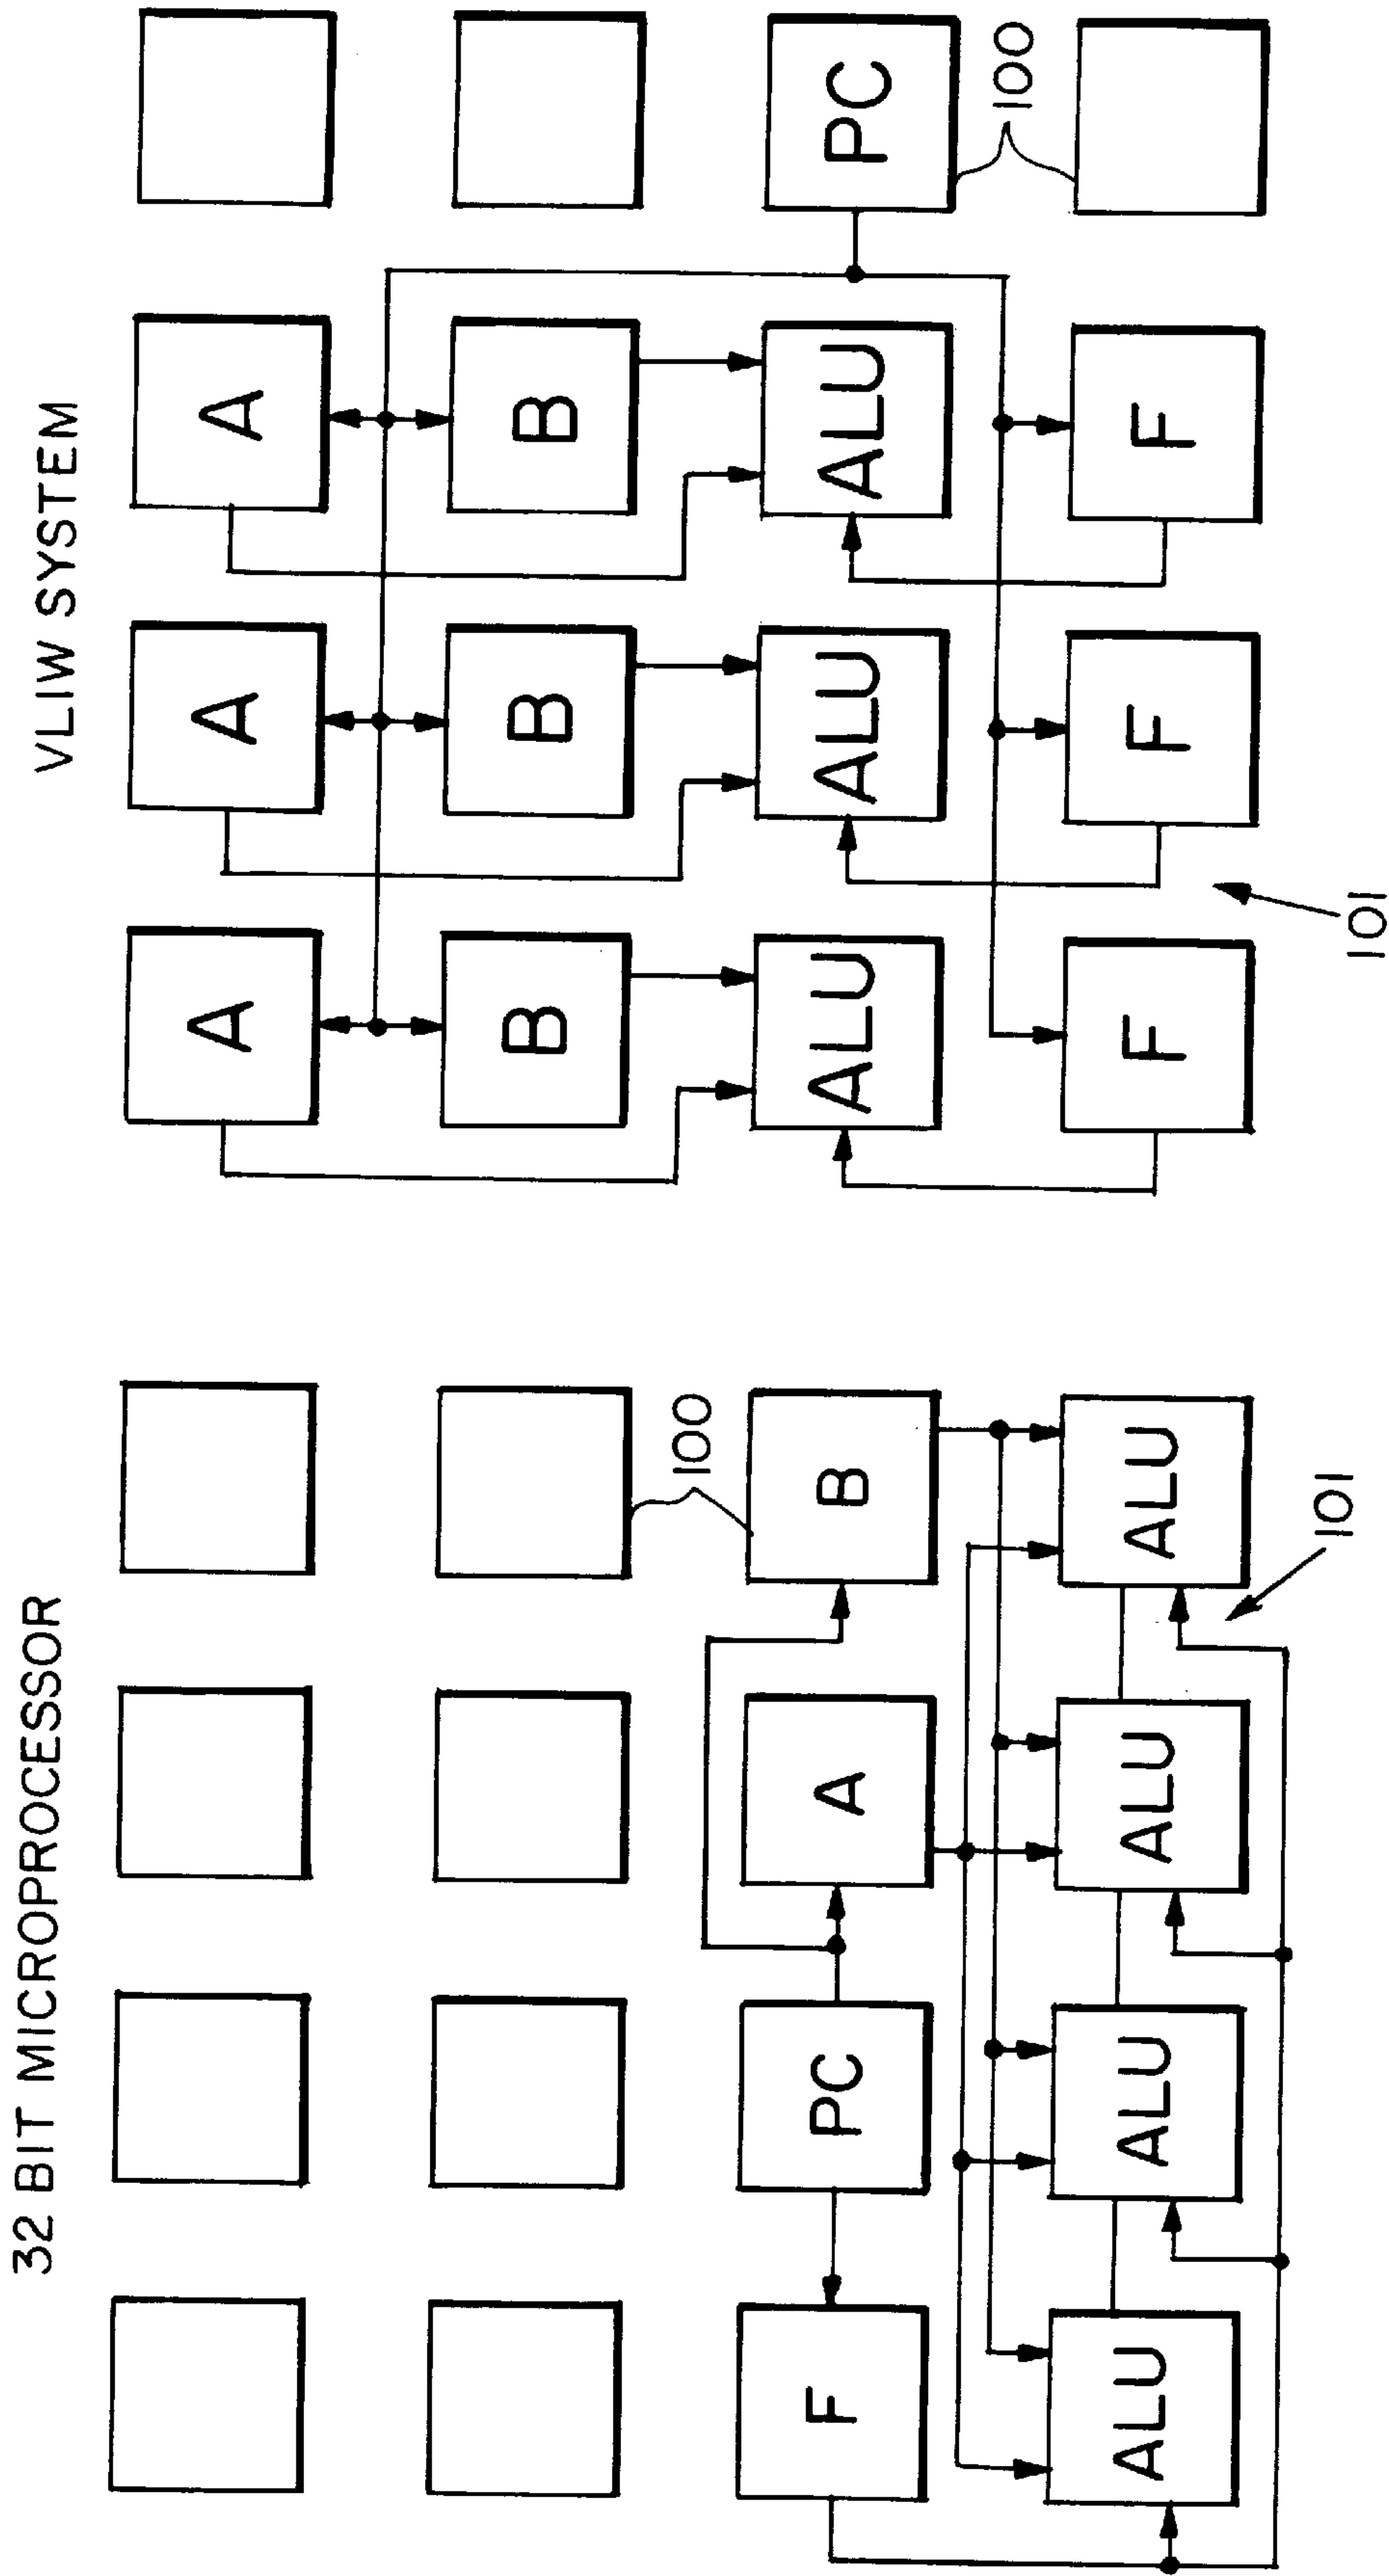 32 BIT MICROPROCESSOR
100
F PC A B
ALU ALU ALU ALU
101
VLIW SYSTEM
A A A
B B B
ALU ALU ALU PC
100
F F F
101